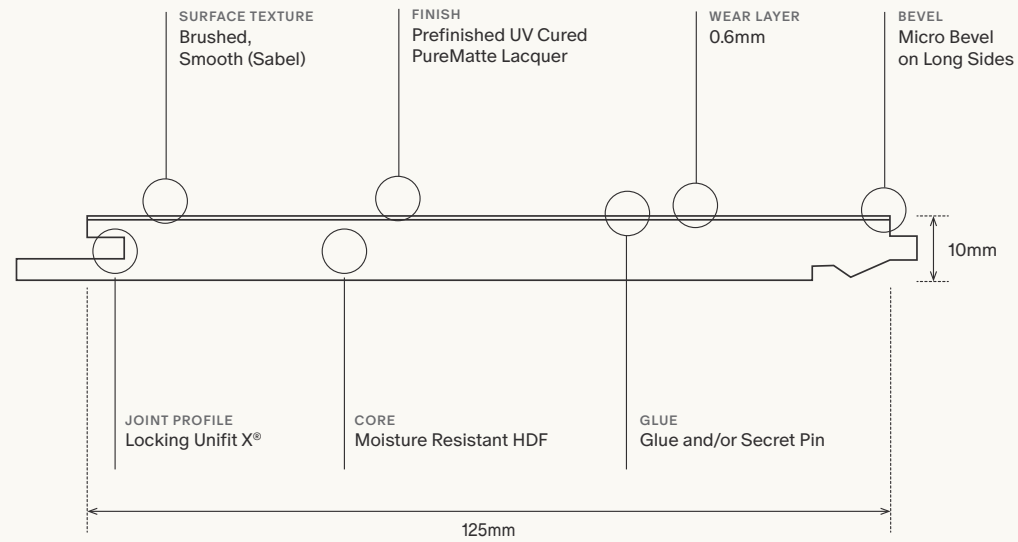 SURFACE TEXTURE
Brushed,
Smooth (Sabel)
FINISH
Prefinished UV Cured
PureMatte Lacquer
WEAR LAYER
0.6mm
BEVEL
Micro Bevel
on Long Sides
10mm
JOINT PROFILE
Locking Unifit X®
CORE
Moisture Resistant HDF
GLUE
Glue and/or Secret Pin
125mm